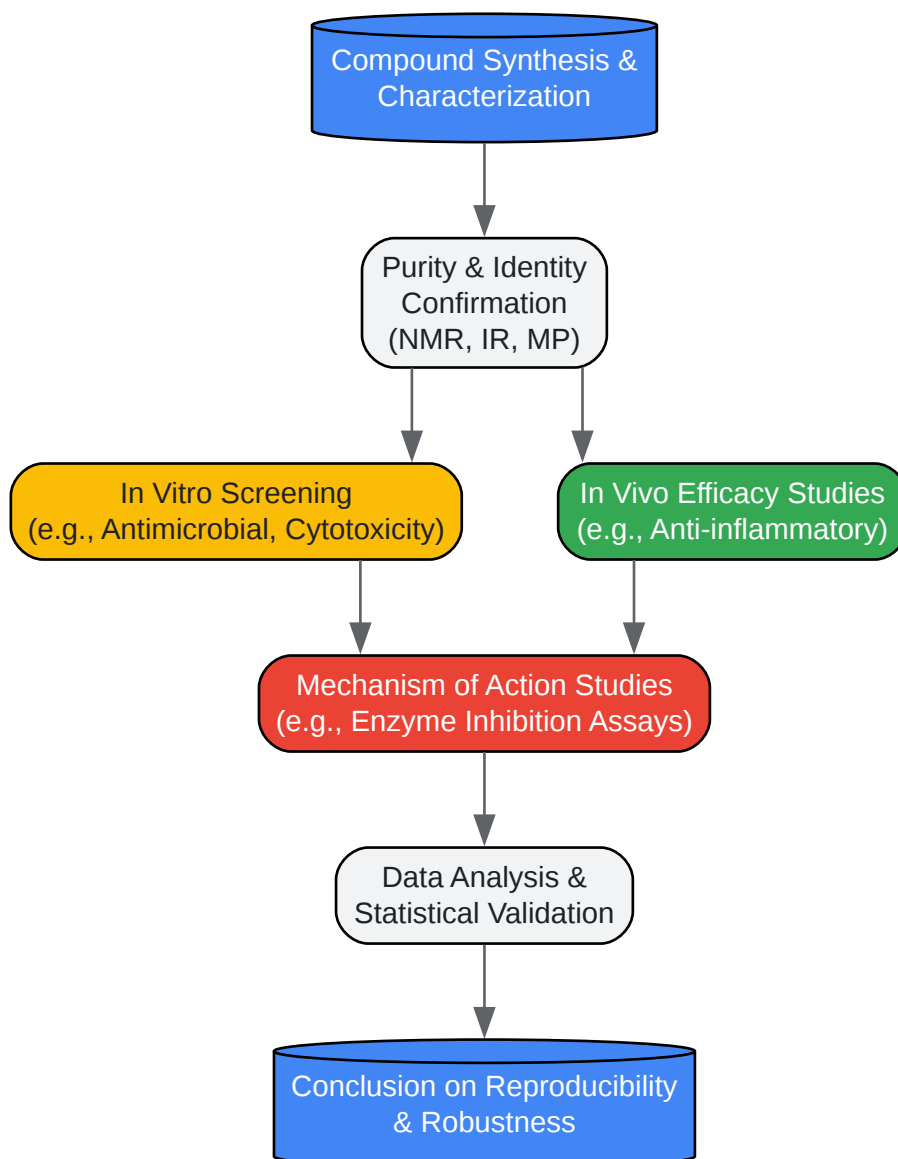 Compound Synthesis &
Characterization
Purity & Identity
Confirmation
(NMR, IR, MP)
In Vitro Screening
(e.g., Antimicrobial, Cytotoxicity)
In Vivo Efficacy Studies
(e.g., Anti-inflammatory)
Mechanism of Action Studies
(e.g., Enzyme Inhibition Assays)
Data Analysis &
Statistical Validation
Conclusion on Reproducibility
& Robustness